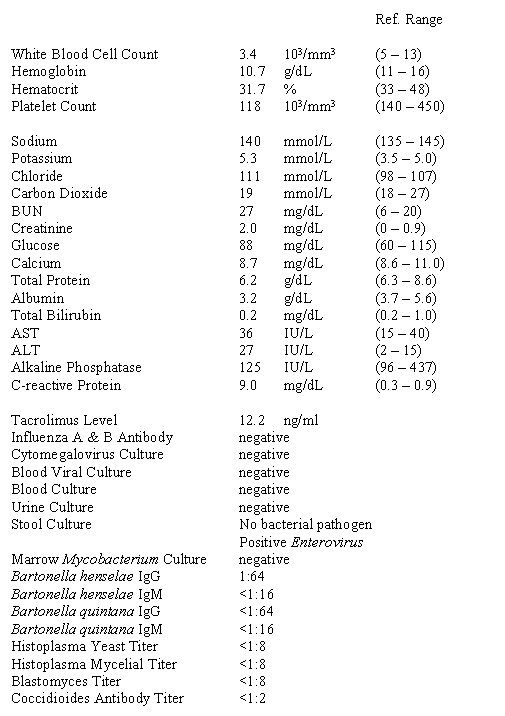 Ref. Range
White Blood Cell Count 3.4 10³/mm³ (5 – 13)
Hemoglobin 10.7 g/dL (11 – 16)
Hematocrit 31.7 % (33 – 48)
Platelet Count 118 10³/mm³ (140 – 450)
Sodium 140 mmol/L (135 – 145)
Potassium 5.3 mmol/L (3.5 – 5.0)
Chloride 111 mmol/L (98 – 107)
Carbon Dioxide 19 mmol/L (18 – 27)
BUN 27 mg/dL (6 – 20)
Creatinine 2.0 mg/dL (0 – 0.9)
Glucose 88 mg/dL (60 – 115)
Calcium 8.7 mg/dL (8.6 – 11.0)
Total Protein 6.2 g/dL (6.3 – 8.6)
Albumin 3.2 g/dL (3.7 – 5.6)
Total Bilirubin 0.2 mg/dL (0.2 – 1.0)
AST 36 IU/L (15 – 40)
ALT 27 IU/L (2 – 15)
Alkaline Phosphatase 125 IU/L (96 – 437)
C-reactive Protein 9.0 mg/dL (0.3 – 0.9)
Tacrolimus Level 12.2 ng/ml
Influenza A & B Antibody negative
Cytomegalovirus Culture negative
Blood Viral Culture negative
Blood Culture negative
Urine Culture negative
Stool Culture No bacterial pathogen
Positive Enterovirus
Marrow Mycobacterium Culture negative
Bartonella henselae IgG 1:64
Bartonella henselae IgM <1:16
Bartonella quintana IgG <1:64
Bartonella quintana IgM <1:16
Histoplasma Yeast Titer <1:8
Histoplasma Mycelial Titer <1:8
Blastomyces Titer <1:8
Coccidioides Antibody Titer <1:2